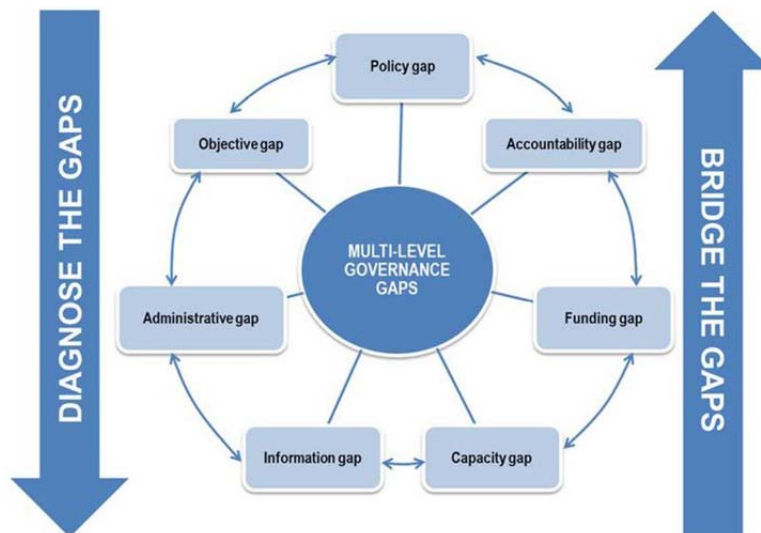 DIAGNOSE THE GAPS
Policy gap
Objective gap
Accountability gap
MULTI-LEVEL
GOVERNANCE
GAPS
Administrative gap
Funding gap
Information gap
Capacity gap
BRIDGE THE GAPS